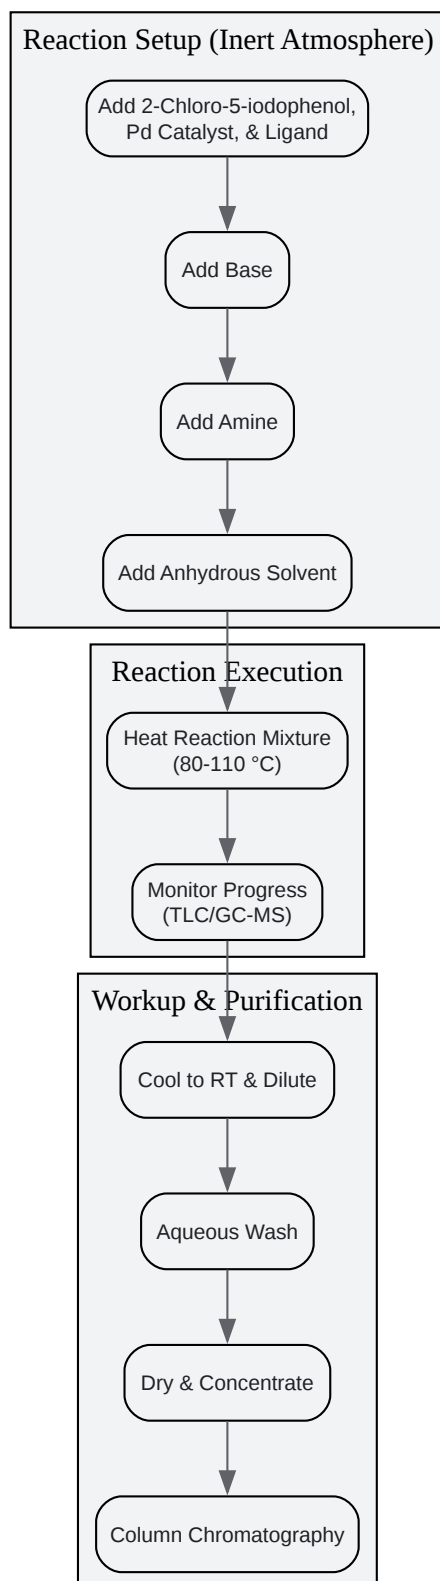 Reaction Setup (Inert Atmosphere)
Add 2-Chloro-5-iodophenol,
Pd Catalyst, & Ligand
Add Base
Add Amine
Add Anhydrous Solvent
Reaction Execution
Heat Reaction Mixture
(80-110 °C)
Monitor Progress
(TLC/GC-MS)
Workup & Purification
Cool to RT & Dilute
Aqueous Wash
Dry & Concentrate
Column Chromatography